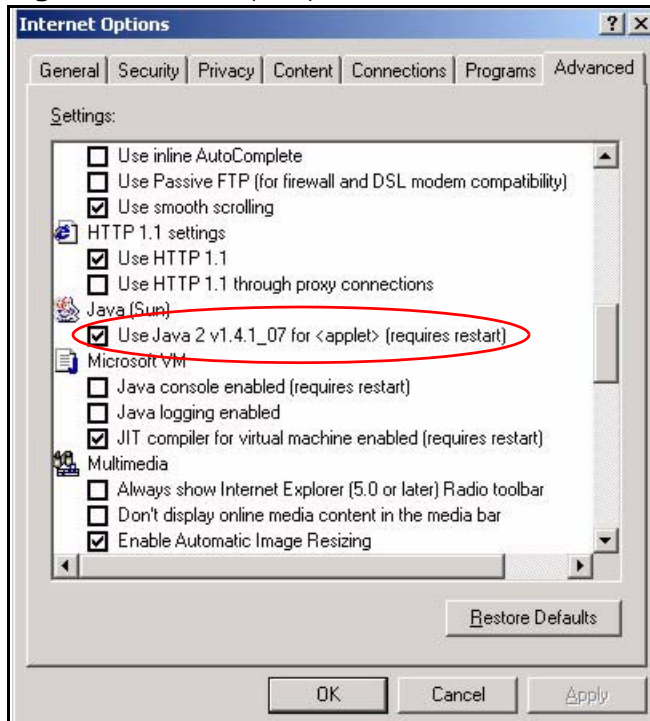 Internet Options
General Security Privacy Content Connections Programs Advanced
Settings:
Use inline AutoComplete
Use Passive FTP (for firewall and DSL modem compatibility)
Use smooth scrolling
HTTP 1.1 settings
Use HTTP 1.1
Use HTTP 1.1 through proxy connections
Java (Sun)
Use Java 2 v1.4.1_07 for <applet> (requires restart)
Microsoft VM
Java console enabled (requires restart)
Java logging enabled
JIT compiler for virtual machine enabled (requires restart)
Multimedia
Always show Internet Explorer (5.0 or later) Radio toolbar
Don't display online media content in the media bar
Enable Automatic Image Resizing
Restore Defaults
OK Cancel Apply